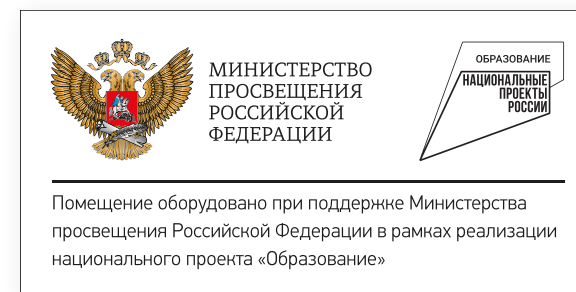 МИНИСТЕРСТВО
ПРОСВЕЩЕНИЯ
РОССИЙСКОЙ
ФЕДЕРАЦИИ
ОБРАЗОВАНИЕ
НАЦИОНАЛЬНЫЕ
ПРОЕКТЫ
РОССИИ
Помещение оборудовано при поддержке Министерства
просвещения Российской Федерации в рамках реализации
национального проекта «Образование»